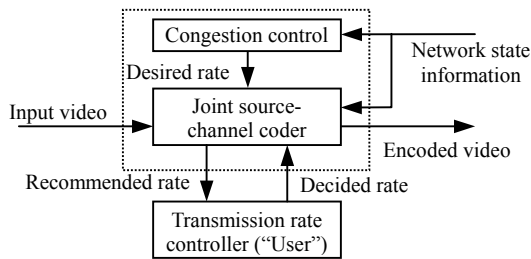 Congestion control
Network state
information
Desired rate
Input video
Joint source-
channel coder
Encoded video
Recommended rate
Decided rate
Transmission rate
controller (“User”)